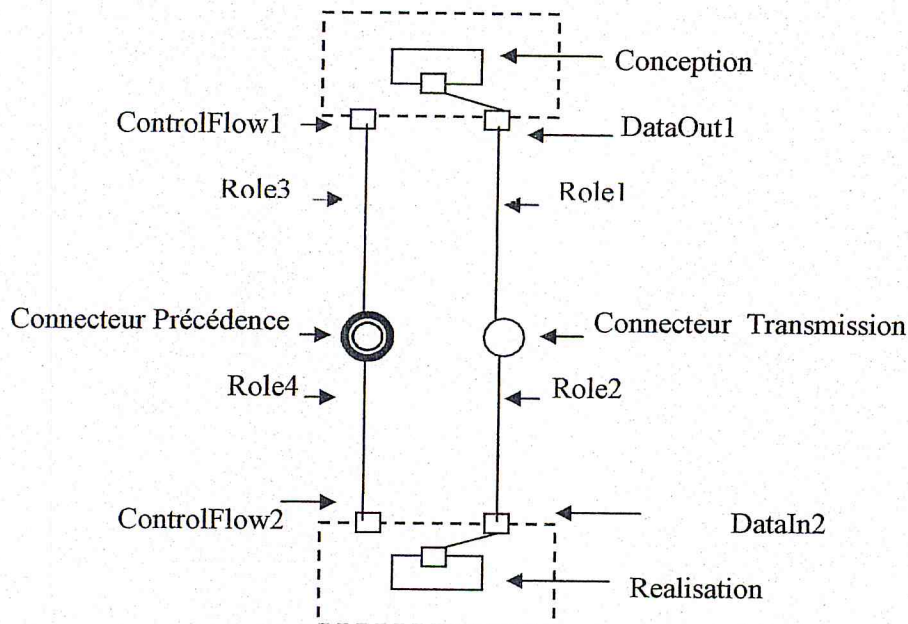 Conception
ControlFlow1
DataOut1
Role3
Role1
Connecteur Précédence
Connecteur Transmission
Role4
Role2
ControlFlow2
DataIn2
Realisation